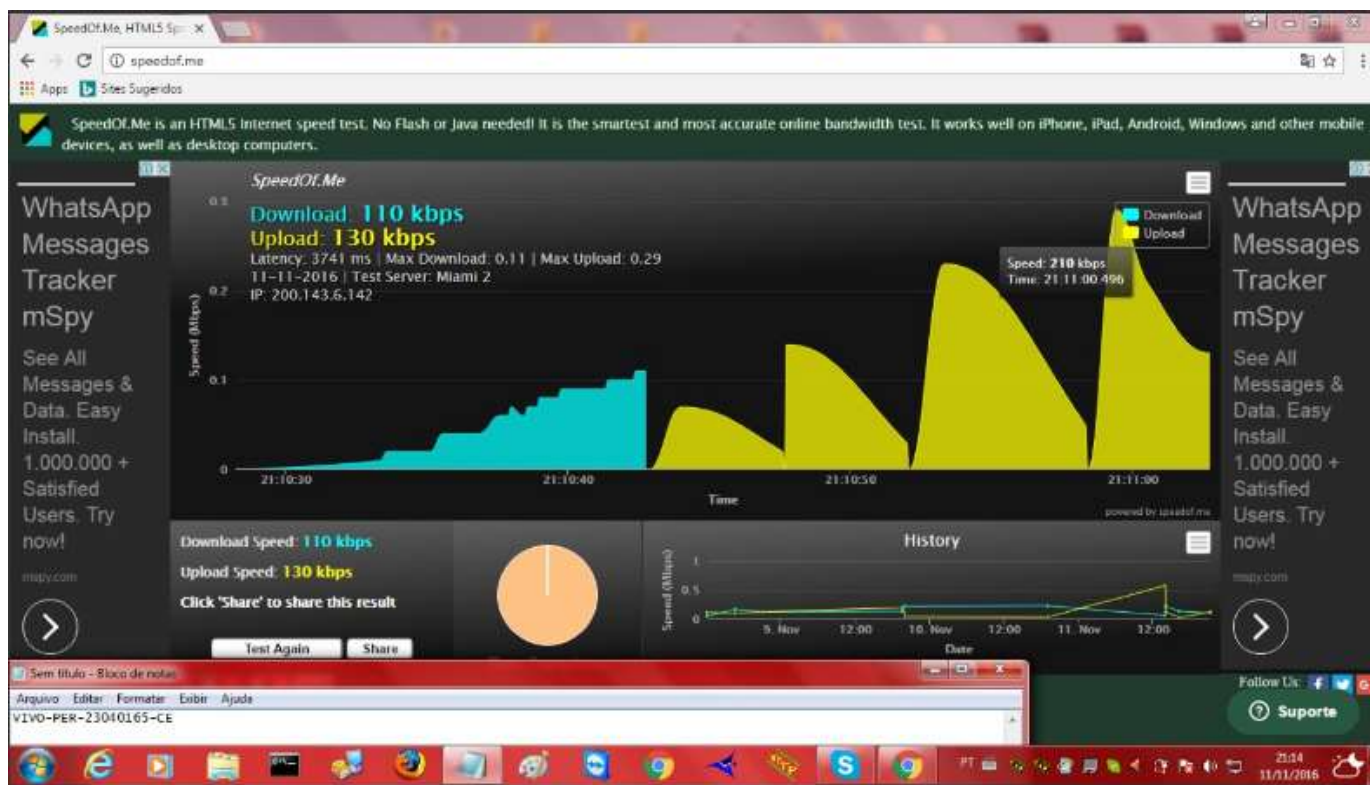 SpeedOf.Me, HTML5 Sp
speedof.me
Apps
Sites Sugeridos
SpeedOf.Me is an HTML5 Internet speed test. No Flash or Java needed! It is the smartest and most accurate online bandwidth test. It works well on iPhone, iPad, Android, Windows and other mobile
devices, as well as desktop computers.
WhatsApp
Messages
Tracker
mSpy
See All
Messages &
Data. Easy
Install.
1.000.000 +
Satisfied
Users. Try
now!
mspy.com
SpeedOf.Me
Download: 110 kbps
Upload: 130 kbps
Latency: 3741 ms | Max Download: 0.11 | Max Upload: 0.29
11-11-2016 | Test Server: Miami 2
IP: 200.143.6.142
Download
Upload
Speed: 210 kbps
Time: 21:11:00.496
Speed (Mbps)
0.3
0.2
0.1
0
21:10:30
21:10:40
21:10:50
21:11:00
Time
powered by speedof.me
WhatsApp
Messages
Tracker
mSpy
See All
Messages &
Data. Easy
Install.
1.000.000 +
Satisfied
Users. Try
now!
mspy.com
Download Speed: 110 kbps
Upload Speed: 130 kbps
Click 'Share' to share this result
Test Again
Share
History
Speed (Mbps)
1
0.5
0
9. Nov
12:00
10. Nov
12:00
11. Nov
12:00
Date
Follow Us:
Suporte
Sem título - Bloco de notas
Arquivo Editar Formatar Exibir Ajuda
VIVO-PER-23040165-CE
PT
21:14
11/11/2016